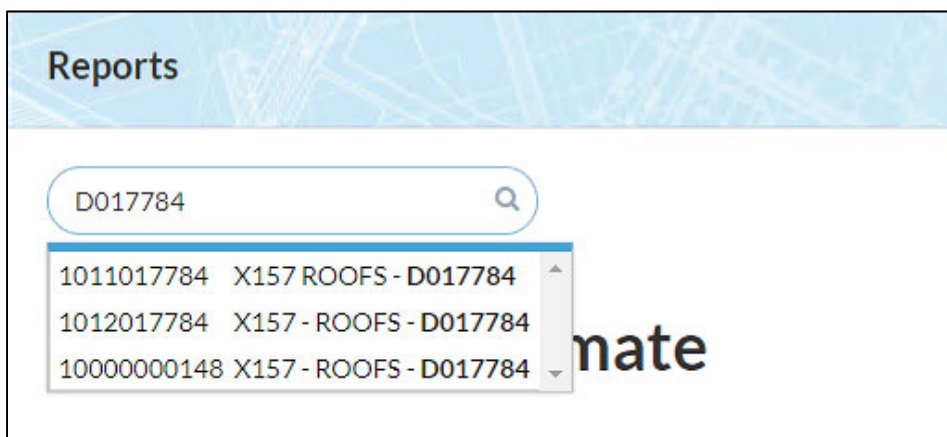 Reports
D017784
1011017784 X157 ROOFS - D017784
1012017784 X157 - ROOFS - D017784
10000000148 X157 - ROOFS - D017784
mate